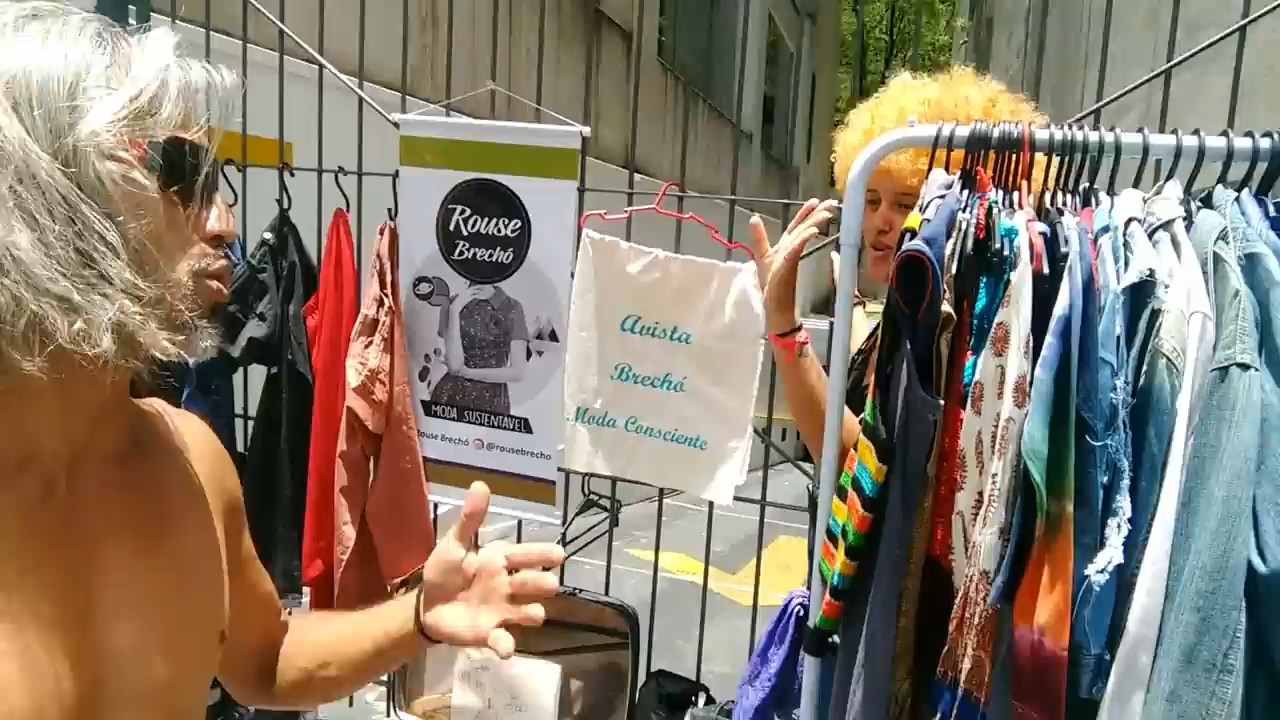 Rouse
Brechó
MODA SUSTENTÁVEL
Rouse Brechó @rousebrecho
Avista
Brechó
Moda Consciente